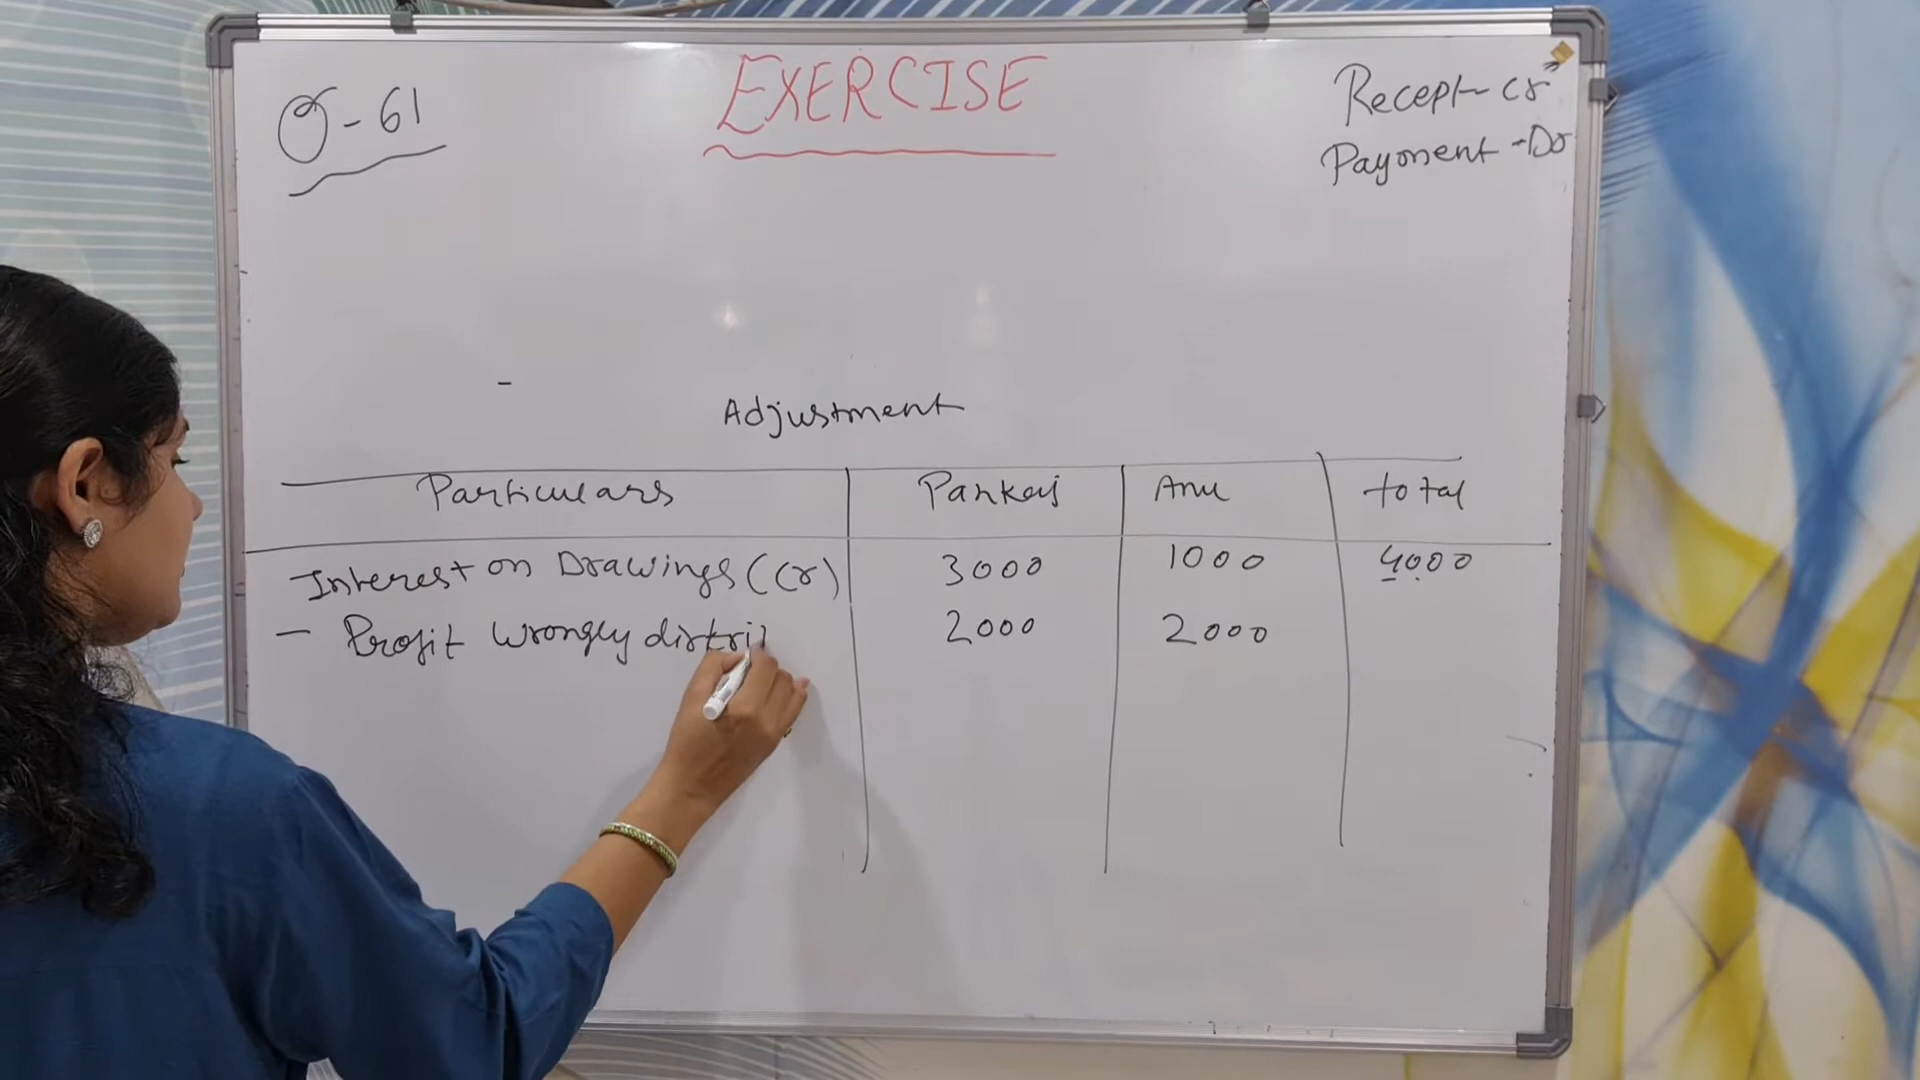 Q-61
EXERCISE
Recept- Cr
Payment -Dr
Adjustment
Particulars Pankaj Anu total
Interest on Drawings (Cr) 3000 1000 4000
- Profit wrongly distri 2000 2000